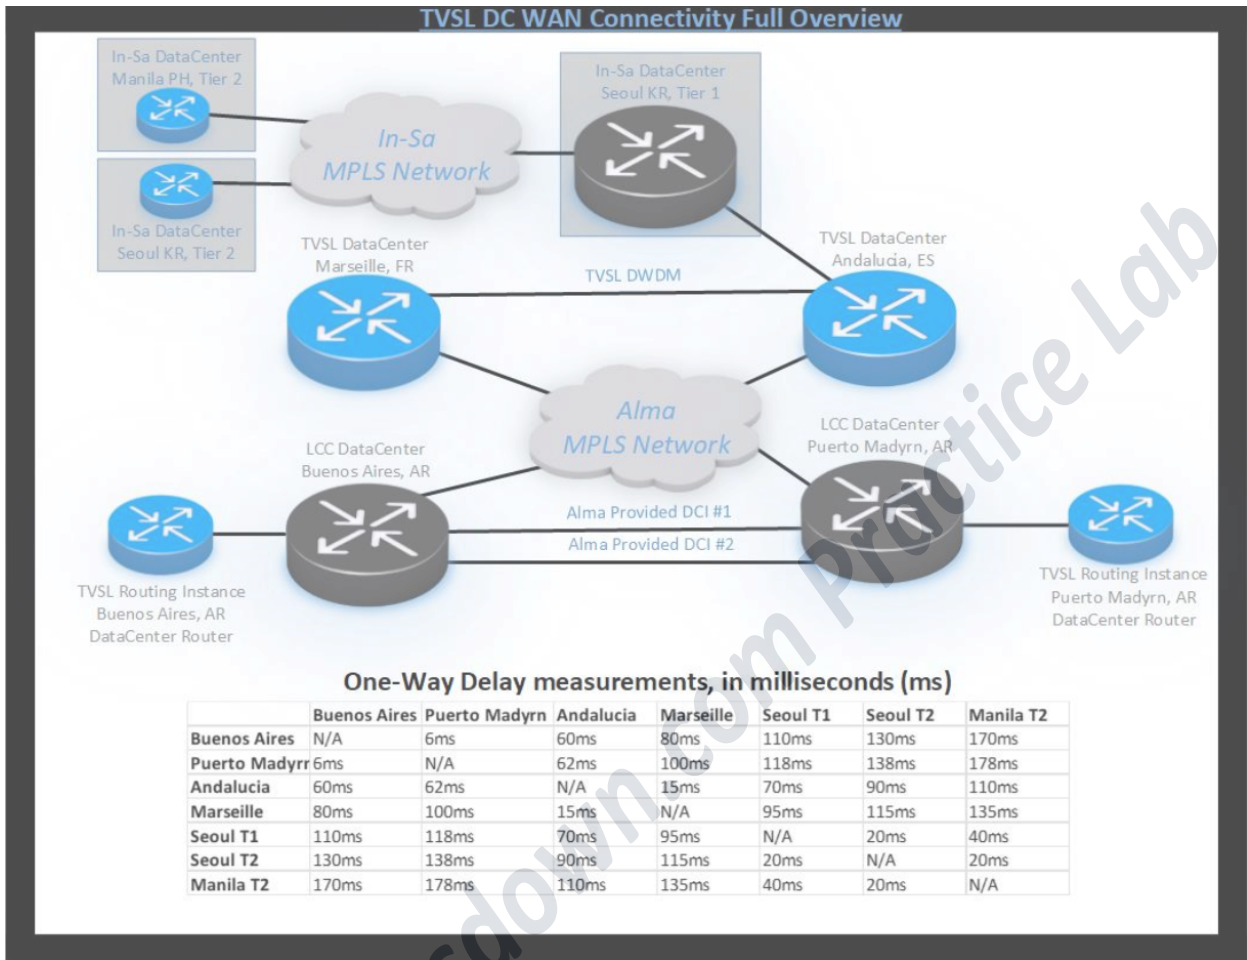 TVSL DC WAN Connectivity Full Overview
In-Sa DataCenter
Manila PH, Tier 2
In-Sa DataCenter
Seoul KR, Tier 1
In-Sa
MPLS Network
In-Sa DataCenter
Seoul KR, Tier 2
TVSL DataCenter
Marseille, FR
TVSL DataCenter
Andalucia, ES
TVSL DWDM
Alma
MPLS Network
LCC DataCenter
Buenos Aires, AR
LCC DataCenter
Puerto Madyrn, AR
Alma Provided DCI #1
Alma Provided DCI #2
TVSL Routing Instance
Buenos Aires, AR
DataCenter Router
TVSL Routing Instance
Puerto Madyrn, AR
DataCenter Router
One-Way Delay measurements, in milliseconds (ms)
Buenos Aires Puerto Madyrn Andalucia Marseille Seoul T1 Seoul T2 Manila T2
Buenos Aires N/A 6ms 60ms 80ms 110ms 130ms 170ms
Puerto Madyrr 6ms N/A 62ms 100ms 118ms 138ms 178ms
Andalucia 60ms 62ms N/A 15ms 70ms 90ms 110ms
Marseille 80ms 100ms 15ms N/A 95ms 115ms 135ms
Seoul T1 110ms 118ms 70ms 95ms N/A 20ms 40ms
Seoul T2 130ms 138ms 90ms 115ms 20ms N/A 20ms
Manila T2 170ms 178ms 110ms 135ms 40ms 20ms N/A
sdown.com Practice Lab